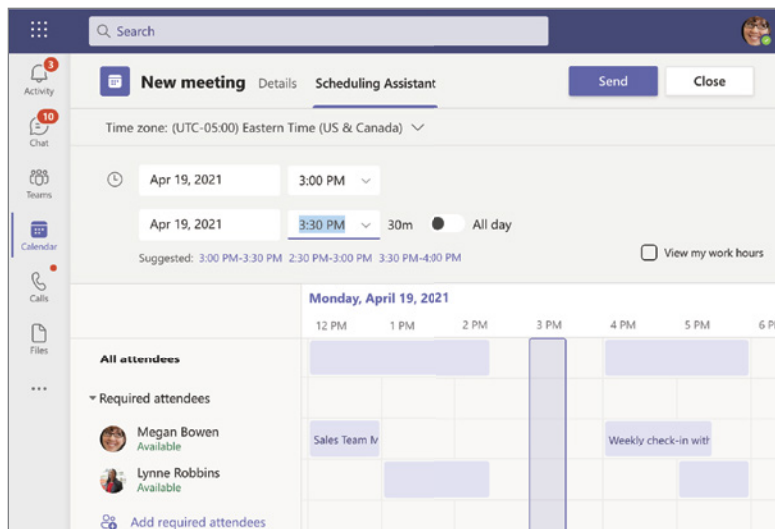 Search
3
Activity
New meeting Details Scheduling Assistant Send Close
10
Chat
Time zone: (UTC-05:00) Eastern Time (US & Canada)
Teams
Apr 19, 2021 3:00 PM
Calendar
Apr 19, 2021 3:30 PM 30m All day
Suggested: 3:00 PM-3:30 PM 2:30 PM-3:00 PM 3:30 PM-4:00 PM
View my work hours
Calls
Monday, April 19, 2021
12 PM 1 PM 2 PM 3 PM 4 PM 5 PM 6 P
Files
All attendees
Required attendees
Megan Bowen
Available
Sales Team M
Weekly check-in with
Lynne Robbins
Available
Add required attendees